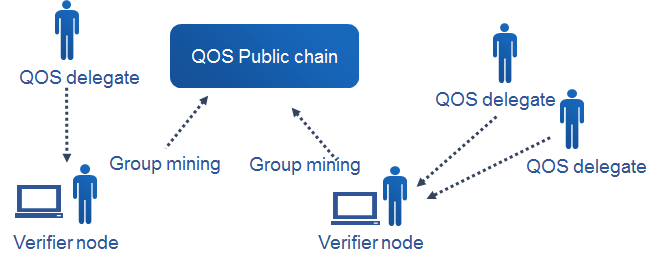 QOS Public chain
QOS delegate
QOS delegate
QOS delegate
Group mining
Group mining
Verifier node
Verifier node